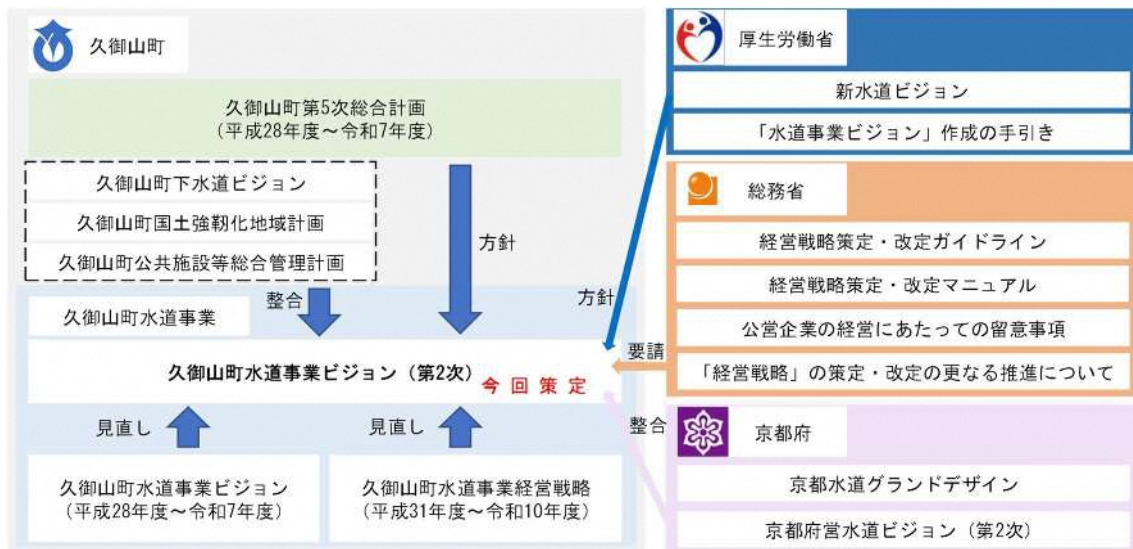 久御山町
久御山町第5次総合計画
(平成28年度~令和7年度)
久御山町下水道ビジョン
久御山町国土強靭化地域計画
久御山町公共施設等総合管理計画
整合
方針
久御山町水道事業
久御山町水道事業ビジョン(第2次)
今回策定
見直し
見直し
久御山町水道事業ビジョン
(平成28年度~令和7年度)
久御山町水道事業経営戦略
(平成31年度~令和10年度)
厚生労働省
新水道ビジョン
「水道事業ビジョン」作成の手引き
方針
総務省
経営戦略策定・改定ガイドライン
経営戦略策定・改定マニュアル
公営企業の経営にあたっての留意事項
「経営戦略」の策定・改定の更なる推進について
要請
整合
京都府
京都水道グランドデザイン
京都府営水道ビジョン(第2次)